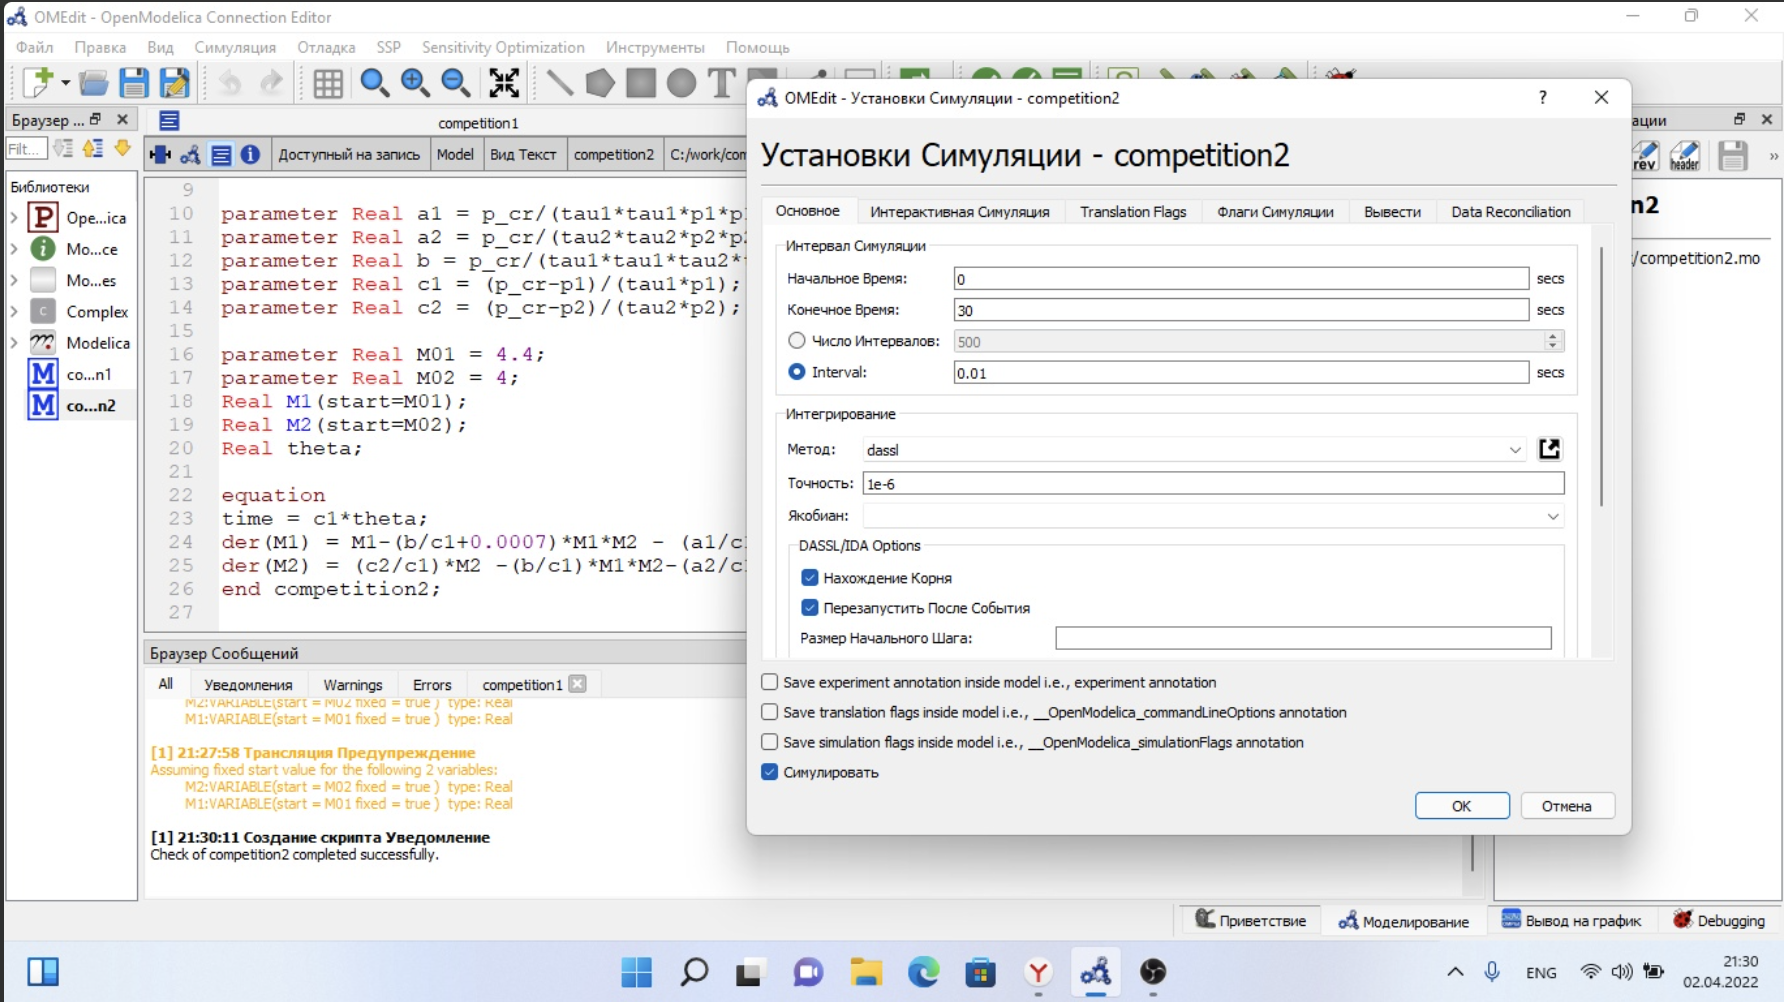 OMEdit - OpenModelica Connection Editor
Файл Правка Вид Симуляция Отладка SSP Sensitivity Optimization Инструменты Помощь
T
Браузер ...
Filt...
Библиотеки
P Ope...ica
i Mo...ce
Mo...es
C Complex
Modelica
M co...n1
M co...n2
competition1
Доступный на запись Model Вид Текст competition2 C:/work/con
9
10 parameter Real a1 = p_cr/(tau1*tau1*p1*p
11 parameter Real a2 = p_cr/(tau2*tau2*p2*p2
12 parameter Real b = p_cr/(tau1*tau1*tau2*
13 parameter Real c1 = (p_cr-p1)/(tau1*p1);
14 parameter Real c2 = (p_cr-p2)/(tau2*p2);
15
16 parameter Real M01 = 4.4;
17 parameter Real M02 = 4;
18 Real M1(start=M01);
19 Real M2(start=M02);
20 Real theta;
21
22 equation
23 time = c1*theta;
24 der(M1) = M1-(b/c1+0.0007)*M1*M2 - (a1/c
25 der(M2) = (c2/c1)*M2 -(b/c1)*M1*M2-(a2/c
26 end competition2;
27
Браузер Сообщений
All Уведомления Warnings Errors competition1
M2:VARIABLE(start = M02 fixed = true ) type: Real
M1:VARIABLE(start = M01 fixed = true ) type: Real
[1] 21:27:58 Трансляция Предупреждение
Assuming fixed start value for the following 2 variables:
M2:VARIABLE(start = M02 fixed = true ) type: Real
M1:VARIABLE(start = M01 fixed = true ) type: Real
[1] 21:30:11 Создание скрипта Уведомление
Check of competition2 completed successfully.
OMEdit - Установки Симуляции - competition2
?
Установки Симуляции - competition2
Основное Интерактивная Симуляция Translation Flags Флаги Симуляции Вывести Data Reconciliation
Интервал Симуляции
Начальное Время: 0 secs
Конечное Время: 30 secs
Число Интервалов: 500
Interval: 0.01 secs
Интегрирование
Метод: dassl
Точность: 1e-6
Якобиан:
DASSL/IDA Options
Нахождение Корня
Перезапустить После События
Размер Начального Шага:
Save experiment annotation inside model i.e., experiment annotation
Save translation flags inside model i.e., __OpenModelica_commandLineOptions annotation
Save simulation flags inside model i.e., __OpenModelica_simulationFlags annotation
Симулировать
OK Отмена
ации
rev header »
n2
/competition2.mo
Приветствие Моделирование Вывод на график Debugging
ENG
21:30
02.04.2022